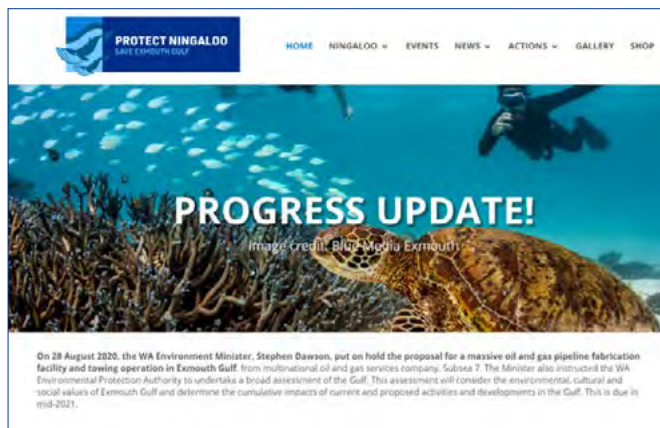 PROTECT NINGALOO
SAVE EXMOUTH GULF
HOME NINGALOO EVENTS NEWS ACTIONS GALLERY SHOP
PROGRESS UPDATE!
Image credit: Blue Media Exmouth
On 28 August 2020, the WA Environment Minister, Stephen Dawson, put on hold the proposal for a massive oil and gas pipeline fabrication
facility and towing operation in Exmouth Gulf, from multinational oil and gas services company, Subsea 7. The Minister also instructed the WA
Environmental Protection Authority to undertake a broad assessment of the Gulf. This assessment will consider the environmental, cultural and
social values of Exmouth Gulf and determine the cumulative impacts of current and proposed activities and developments in the Gulf. This is due in
mid-2021.